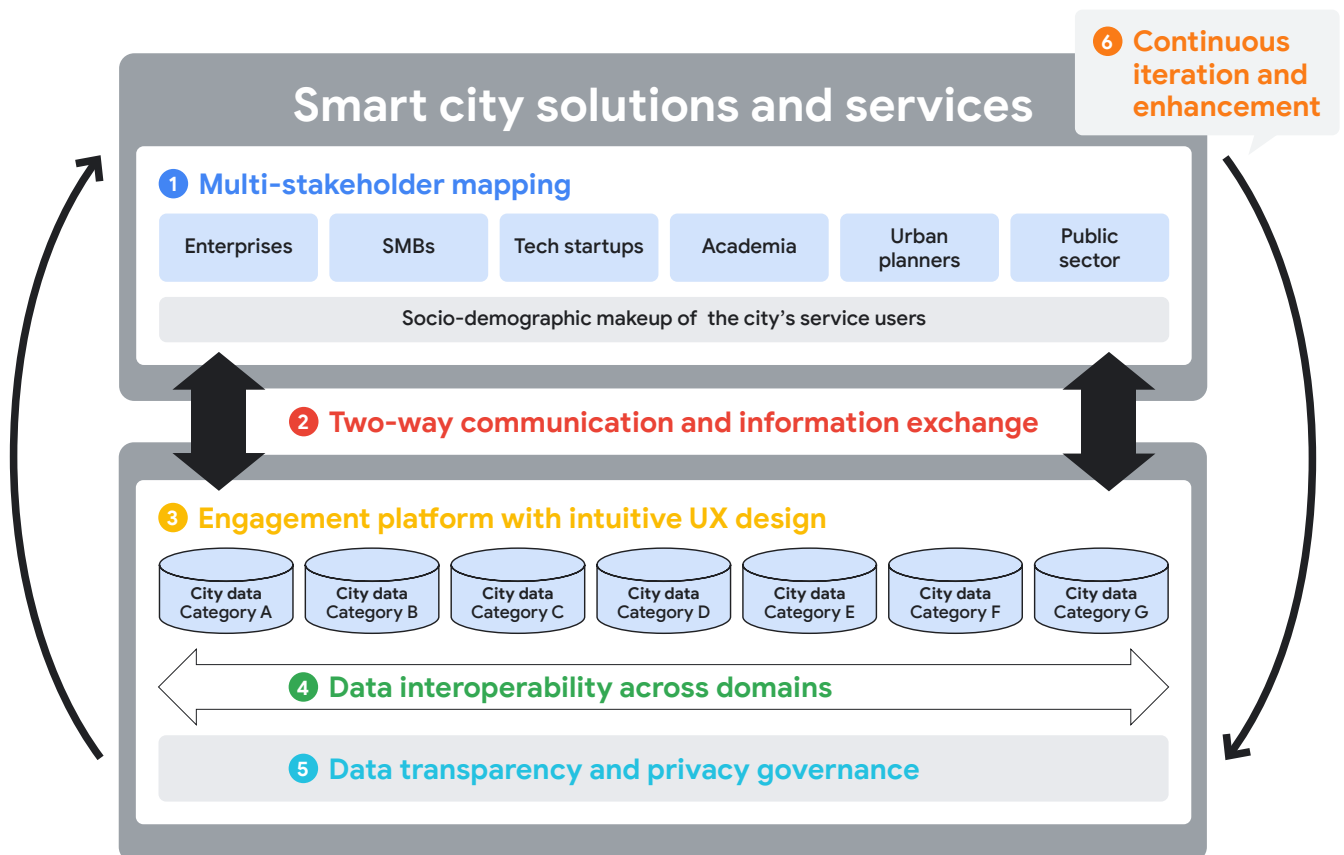 6 Continuous
iteration and
enhancement
Smart city solutions and services
1 Multi-stakeholder mapping
Enterprises
SMBs
Tech startups
Academia
Urban
planners
Public
sector
Socio-demographic makeup of the city’s service users
2 Two-way communication and information exchange
3 Engagement platform with intuitive UX design
City data
Category A
City data
Category B
City data
Category C
City data
Category D
City data
Category E
City data
Category F
City data
Category G
4 Data interoperability across domains
5 Data transparency and privacy governance